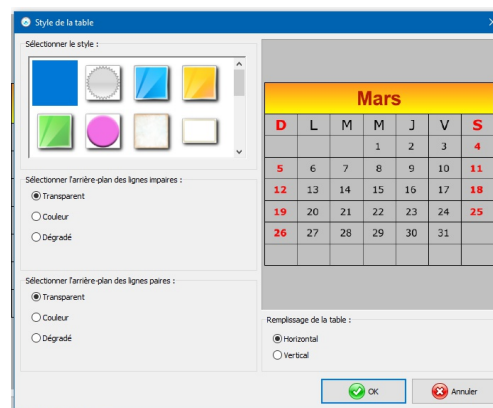 Style de la table
Sélectionner le style :
Sélectionner l'arrière-plan des lignes impaires :
Transparent
Couleur
Dégradé
Sélectionner l'arrière-plan des lignes paires :
Transparent
Couleur
Dégradé
Mars
D L M M J V S
1 2 3 4
5 6 7 8 9 10 11
12 13 14 15 16 17 18
19 20 21 22 23 24 25
26 27 28 29 30 31
Remplissage de la table :
Horizontal
Vertical
OK
Annuler